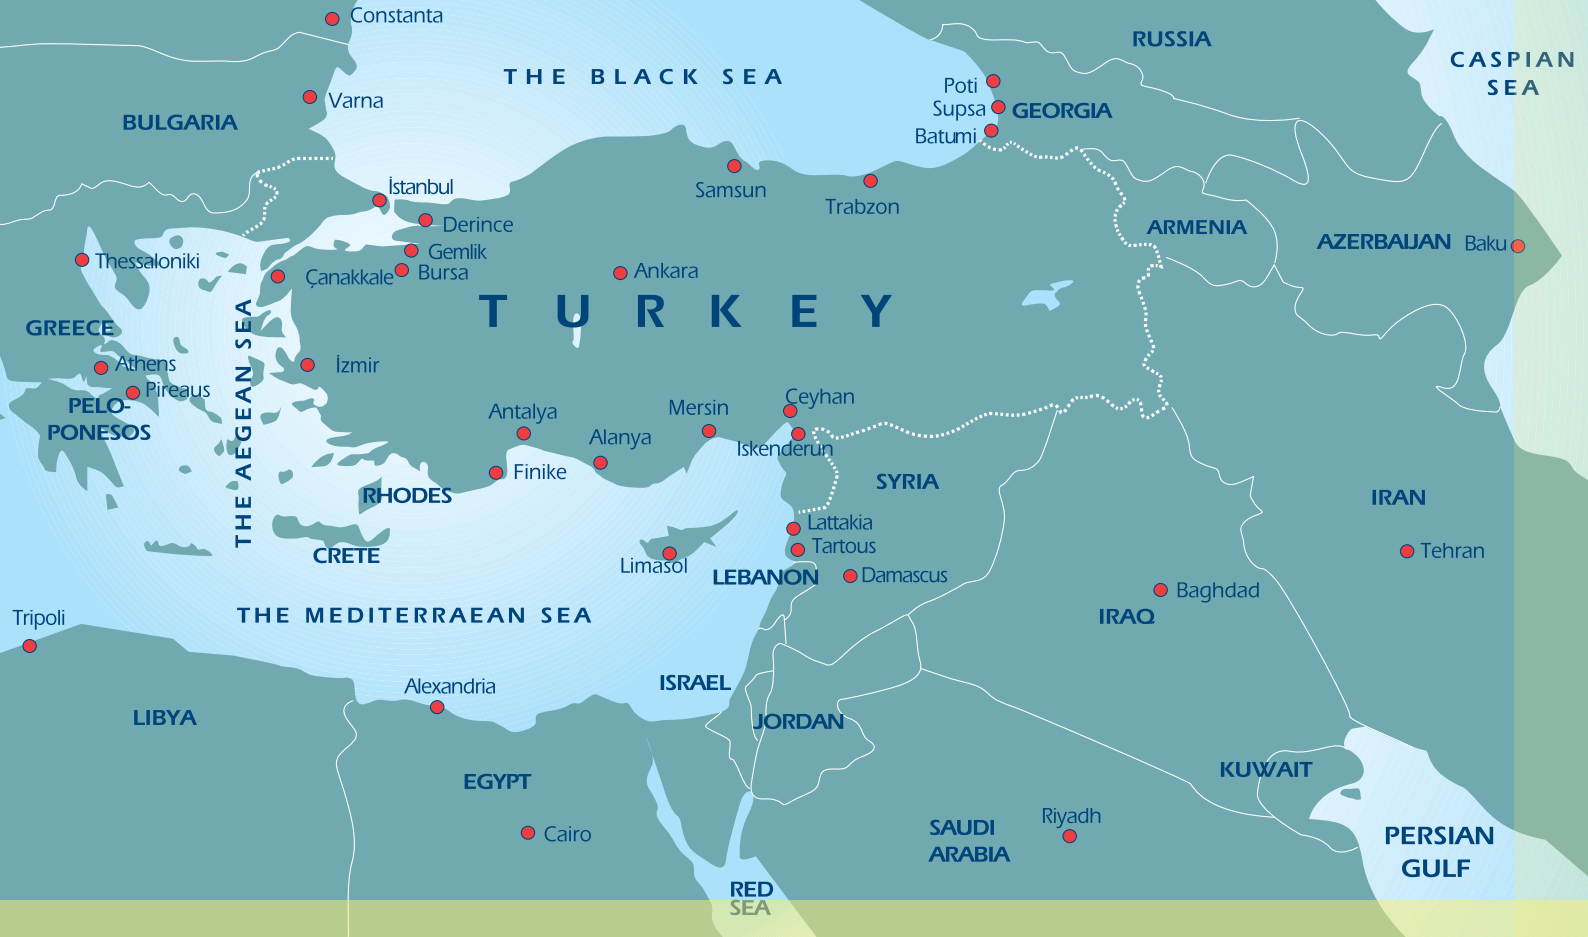 Constanta
RUSSIA
CASPIAN
SEA
THE BLACK SEA
Poti
Varna
Supsa
GEORGIA
BULGARIA
Batumi
İstanbul
Samsun
Trabzon
Derince
ARMENIA
AZERBAIJAN
Baku
Gemlik
Thessaloniki
Bursa
Çanakkale
Ankara
TURKEY
GREECE
THE AEGEAN SEA
Athens
İzmir
Pireaus
PELO-
PONESOS
Antalya
Mersin
Ceyhan
Alanya
Iskenderun
Finike
SYRIA
RHODES
IRAN
Lattakia
Tartous
CRETE
Limasol
LEBANON
Damascus
Tehran
Baghdad
IRAQ
THE MEDITERRAEAN SEA
Tripoli
Alexandria
ISRAEL
LIBYA
JORDAN
EGYPT
KUWAIT
Cairo
Riyadh
SAUDI
ARABIA
PERSIAN
GULF
RED
SEA